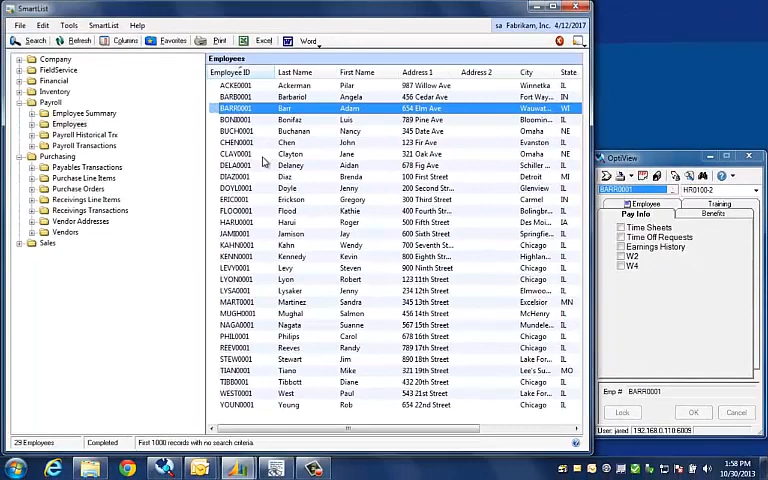 SmartList
File Edit Tools SmartList Help
sa Fabrikam, Inc. 4/12/2017
Search Refresh Columns Favorites Print Excel Word
Company
FieldService
Financial
Inventory
Payroll
Employee Summary
Employees
Payroll Historical Trx
Payroll Transactions
Purchasing
Payables Transactions
Purchase Line Items
Purchase Orders
Receivings Line Items
Receivings Transactions
Vendor Addresses
Vendors
Sales
Employees
Employee ID Last Name First Name Address 1 Address 2 City State
ACKE0001 Ackerman Pilar 987 Willow Ave Winnetka IL
BARB0001 Barbariol Angela 456 Cedar Ave Fort Way... IN
BARR0001 Barr Adam 654 Elm Ave Wauwat... WI
BONI0001 Bonifaz Luis 789 Pine Ave Bloomin... IL
BUCH0001 Buchanan Nancy 345 Date Ave Omaha NE
CHEN0001 Chen John 123 Fir Ave Evanston IL
CLAY0001 Clayton Jane 321 Oak Ave Omaha NE
DELA0001 Delaney Aidan 678 Fig Ave Schiller ... IL
DIAZ0001 Diaz Brenda 100 First Street Detroit MI
DOYL0001 Doyle Jenny 200 Second Str... Glenview IL
ERIC0001 Erickson Gregory 300 Third Street Carmel IN
FLOO0001 Flood Kathie 400 Fourth Str... Bolingbr... IL
HARU0001 Harui Roger 500 Fifth Street Des Moi... IA
JAMI0001 Jamison Jay 600 Sixth Street Springfie... IL
KAHN0001 Kahn Wendy 700 Seventh St... Chicago IL
KENN0001 Kennedy Kevin 800 Eighth Stre... Highlan... IL
LEVY0001 Levy Steven 900 Ninth Street Chicago IL
LYON0001 Lyon Robert 123 11th Street Chicago IL
LYSA0001 Lysaker Jenny 234 12th Street Elmwoo... IL
MART0001 Martinez Sandra 345 13th Street Excelsior MN
MUGH0001 Mughal Salmon 456 14th Street Chicago IL
NAGA0001 Nagata Suanne 567 15th Street Mundele... IL
PHIL0001 Philips Carol 678 16th Street Chicago IL
REEV0001 Reeves Randy 789 17th Street Chicago IL
STEW0001 Stewart Jim 890 18th Street Lake For... IL
TIAN0001 Tiano Mike 321 19th Street Lee's Su... MO
TIBB0001 Tibbott Diane 432 20th Street Chicago IL
WEST0001 West Paul 543 21st Street Lake For... IL
YOUN0001 Young Rob 654 22nd Street Chicago IL
29 Employees Completed First 1000 records with no search criteria.
OptiView
BARR0001 HR0100-2
Employee Training
Pay Info Benefits
Time Sheets
Time Off Requests
Earnings History
W2
W4
Emp # BARR0001
Lock OK Cancel
User: jared 192.168.0.110:6009
1:58 PM
10/30/2013